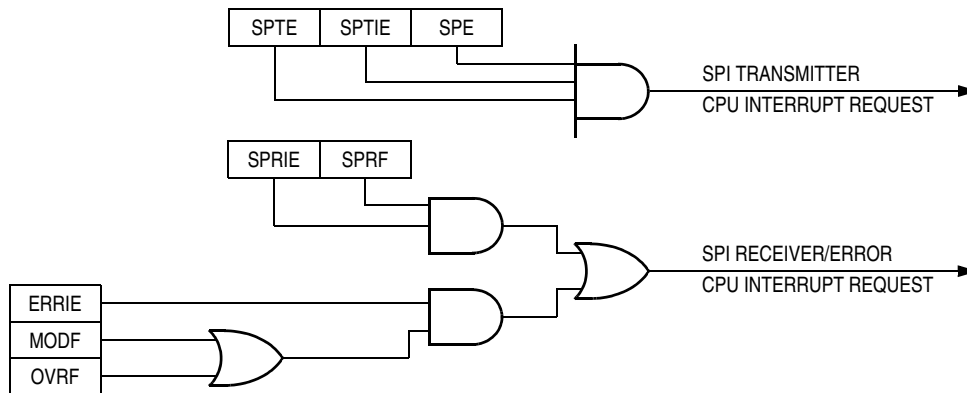 SPTE SPTIE SPE
SPI TRANSMITTER
CPU INTERRUPT REQUEST
SPRIE SPRF
SPI RECEIVER/ERROR
CPU INTERRUPT REQUEST
ERRIE
MODF
OVRF